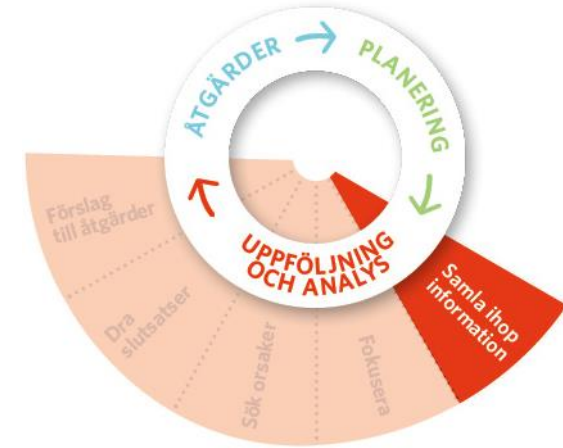 ÅTGÄRDER
PLANERING
UPPFÖLJNING
OCH ANALYS
Samla ihop
information
Fokusera
Sök orsaker
Dra
slutsatser
Förslag
till åtgärder